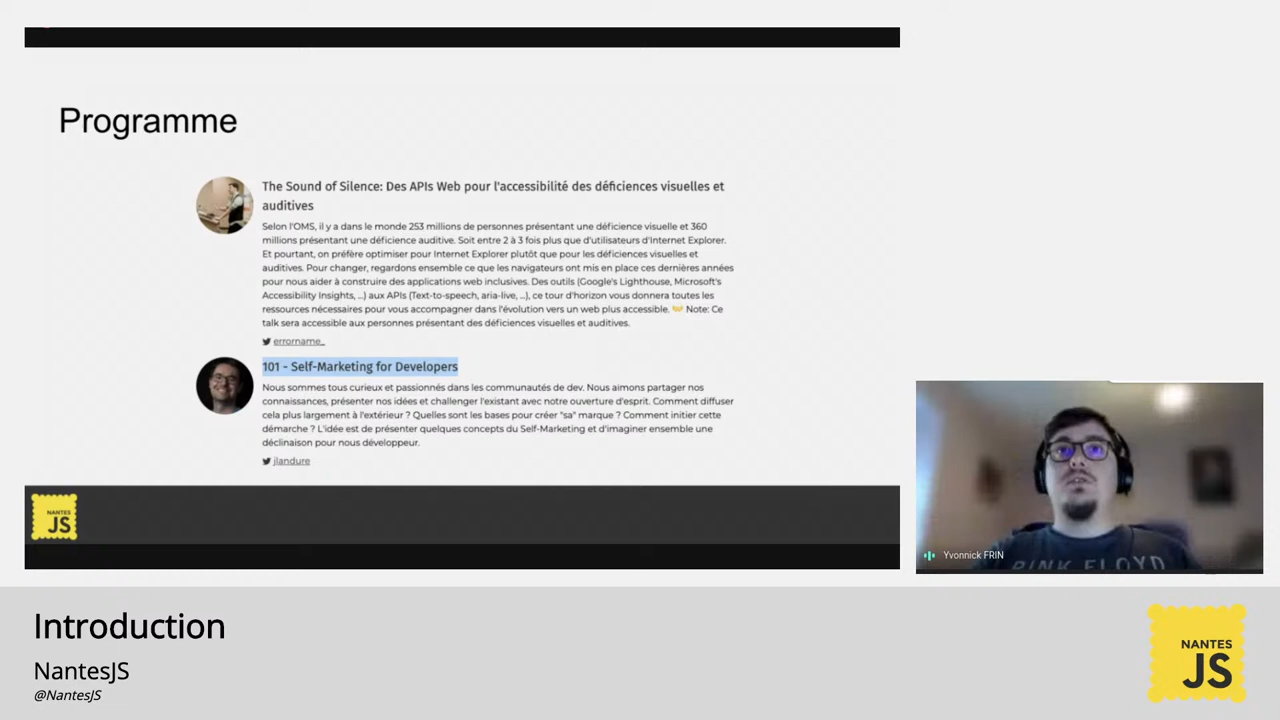 Programme
The Sound of Silence: Des APIs Web pour l'accessibilité des déficiences visuelles et
auditives
Selon l'OMS, il y a dans le monde 253 millions de personnes présentant une déficience visuelle et 360
millions présentant une déficience auditive. Soit entre 2 à 3 fois plus que d'utilisateurs d'Internet Explorer.
Et pourtant, on préfère optimiser pour Internet Explorer plutôt que pour les déficiences visuelles et
auditives. Pour changer, regardons ensemble ce que les navigateurs ont mis en place ces dernières années
pour nous aider à construire des applications web inclusives. Des outils (Google's Lighthouse, Microsoft's
Accessibility Insights, ...) aux APIs (Text-to-speech, aria-live, ...), ce tour d'horizon vous donnera toutes les
ressources nécessaires pour vous accompagner dans l'évolution vers un web plus accessible. 🤝 Note: Ce
talk sera accessible aux personnes présentant des déficiences visuelles et auditives.
errorname_
101 - Self-Marketing for Developers
Nous sommes tous curieux et passionnés dans les communautés de dev. Nous aimons partager nos
connaissances, présenter nos idées et challenger l'existant avec notre ouverture d'esprit. Comment diffuser
cela plus largement à l'extérieur ? Quelles sont les bases pour créer "sa" marque ? Comment initier cette
démarche ? L'idée est de présenter quelques concepts du Self-Marketing et d'imaginer ensemble une
déclinaison pour nous développeur.
jlandure
NANTES
JS
Yvonnick FRIN
PINK FLOYD
Introduction
NantesJS
@NantesJS
NANTES
JS